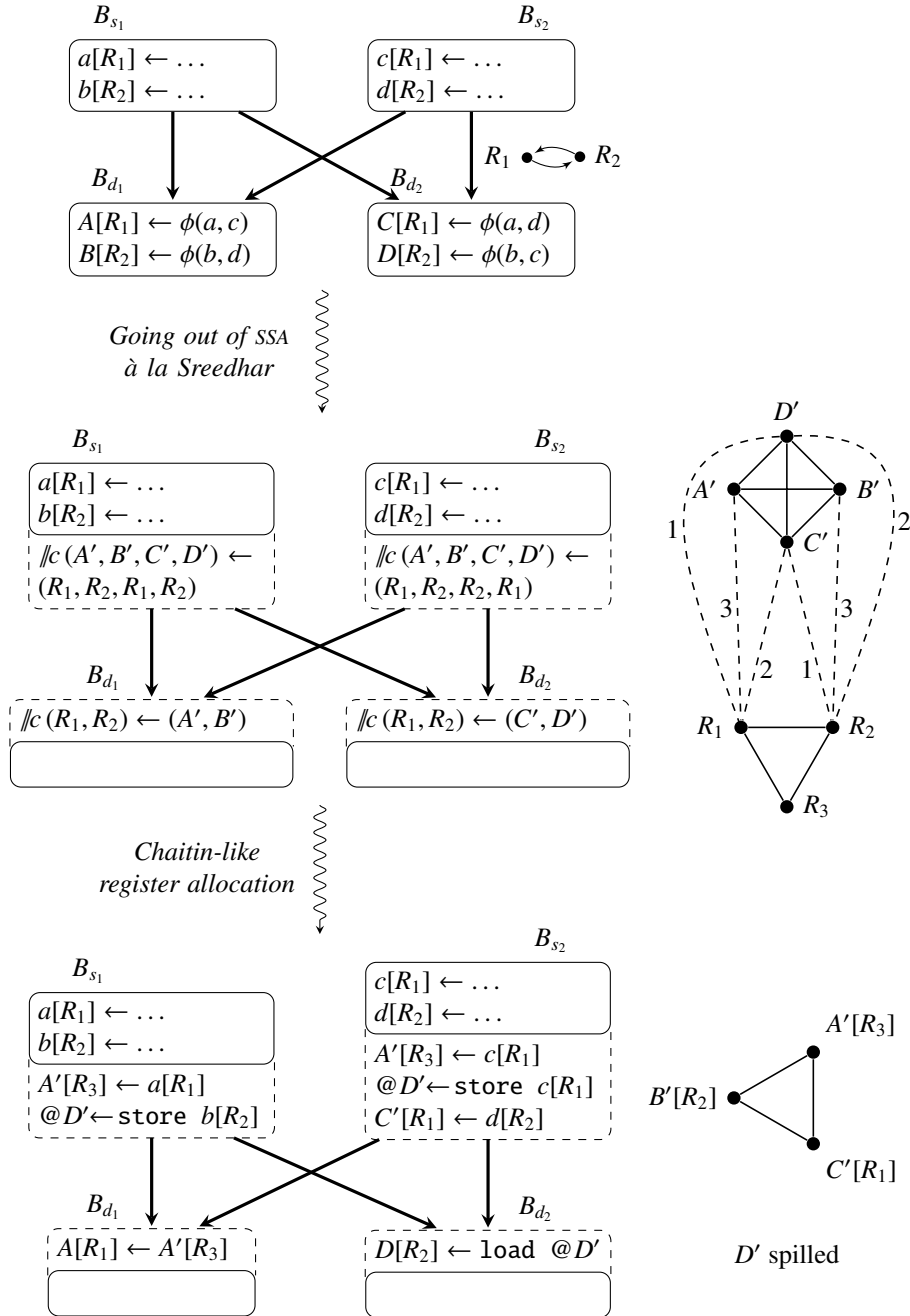 B_{s_1}
B_{s_2}
a[R_1] ← …
b[R_2] ← …
c[R_1] ← …
d[R_2] ← …
R_1
R_2
B_{d_1}
B_{d_2}
A[R_1] ← ϕ(a, c)
B[R_2] ← ϕ(b, d)
C[R_1] ← ϕ(a, d)
D[R_2] ← ϕ(b, c)
Going out of SSA
à la Sreedhar
B_{s_1}
B_{s_2}
a[R_1] ← …
b[R_2] ← …
//c (A′, B′, C′, D′) ←
(R_1, R_2, R_1, R_2)
c[R_1] ← …
d[R_2] ← …
//c (A′, B′, C′, D′) ←
(R_1, R_2, R_2, R_1)
B_{d_1}
B_{d_2}
//c (R_1, R_2) ← (A′, B′)
//c (R_1, R_2) ← (C′, D′)
D′
A′
B′
C′
1
2
3
3
2
1
R_1
R_2
R_3
Chaitin-like
register allocation
B_{s_1}
B_{s_2}
a[R_1] ← …
b[R_2] ← …
A′[R_3] ← a[R_1]
@D′←store b[R_2]
c[R_1] ← …
d[R_2] ← …
A′[R_3] ← c[R_1]
@D′←store c[R_1]
C′[R_1] ← d[R_2]
A′[R_3]
B′[R_2]
C′[R_1]
B_{d_1}
B_{d_2}
A[R_1] ← A′[R_3]
D[R_2] ← load @D′
D′ spilled